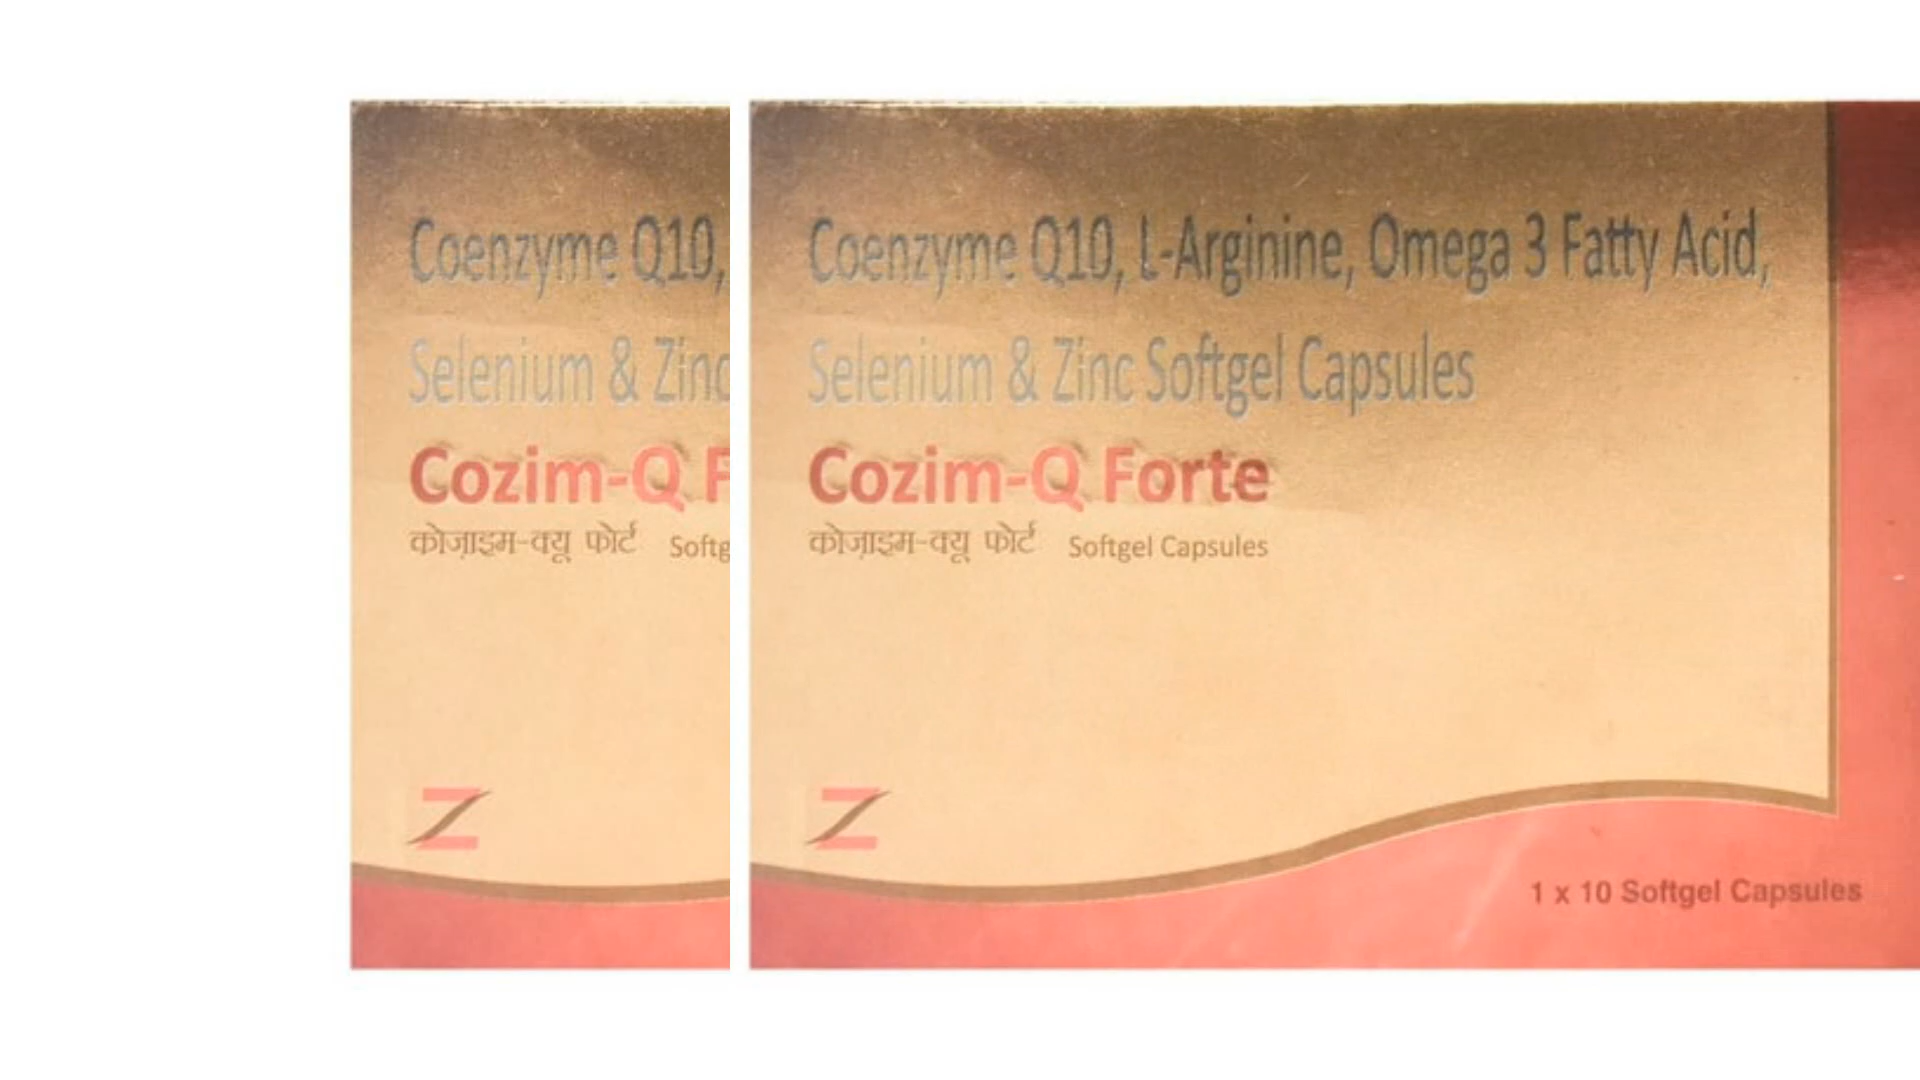 Coenzyme Q10,
Selenium & Zinc
Cozim-Q F
कोज़ाइम-क्यू फोर्ट Softg
Coenzyme Q10, L-Arginine, Omega 3 Fatty Acid,
Selenium & Zinc Softgel Capsules
Cozim-Q Forte
कोज़ाइम-क्यू फोर्ट Softgel Capsules
1 x 10 Softgel Capsules